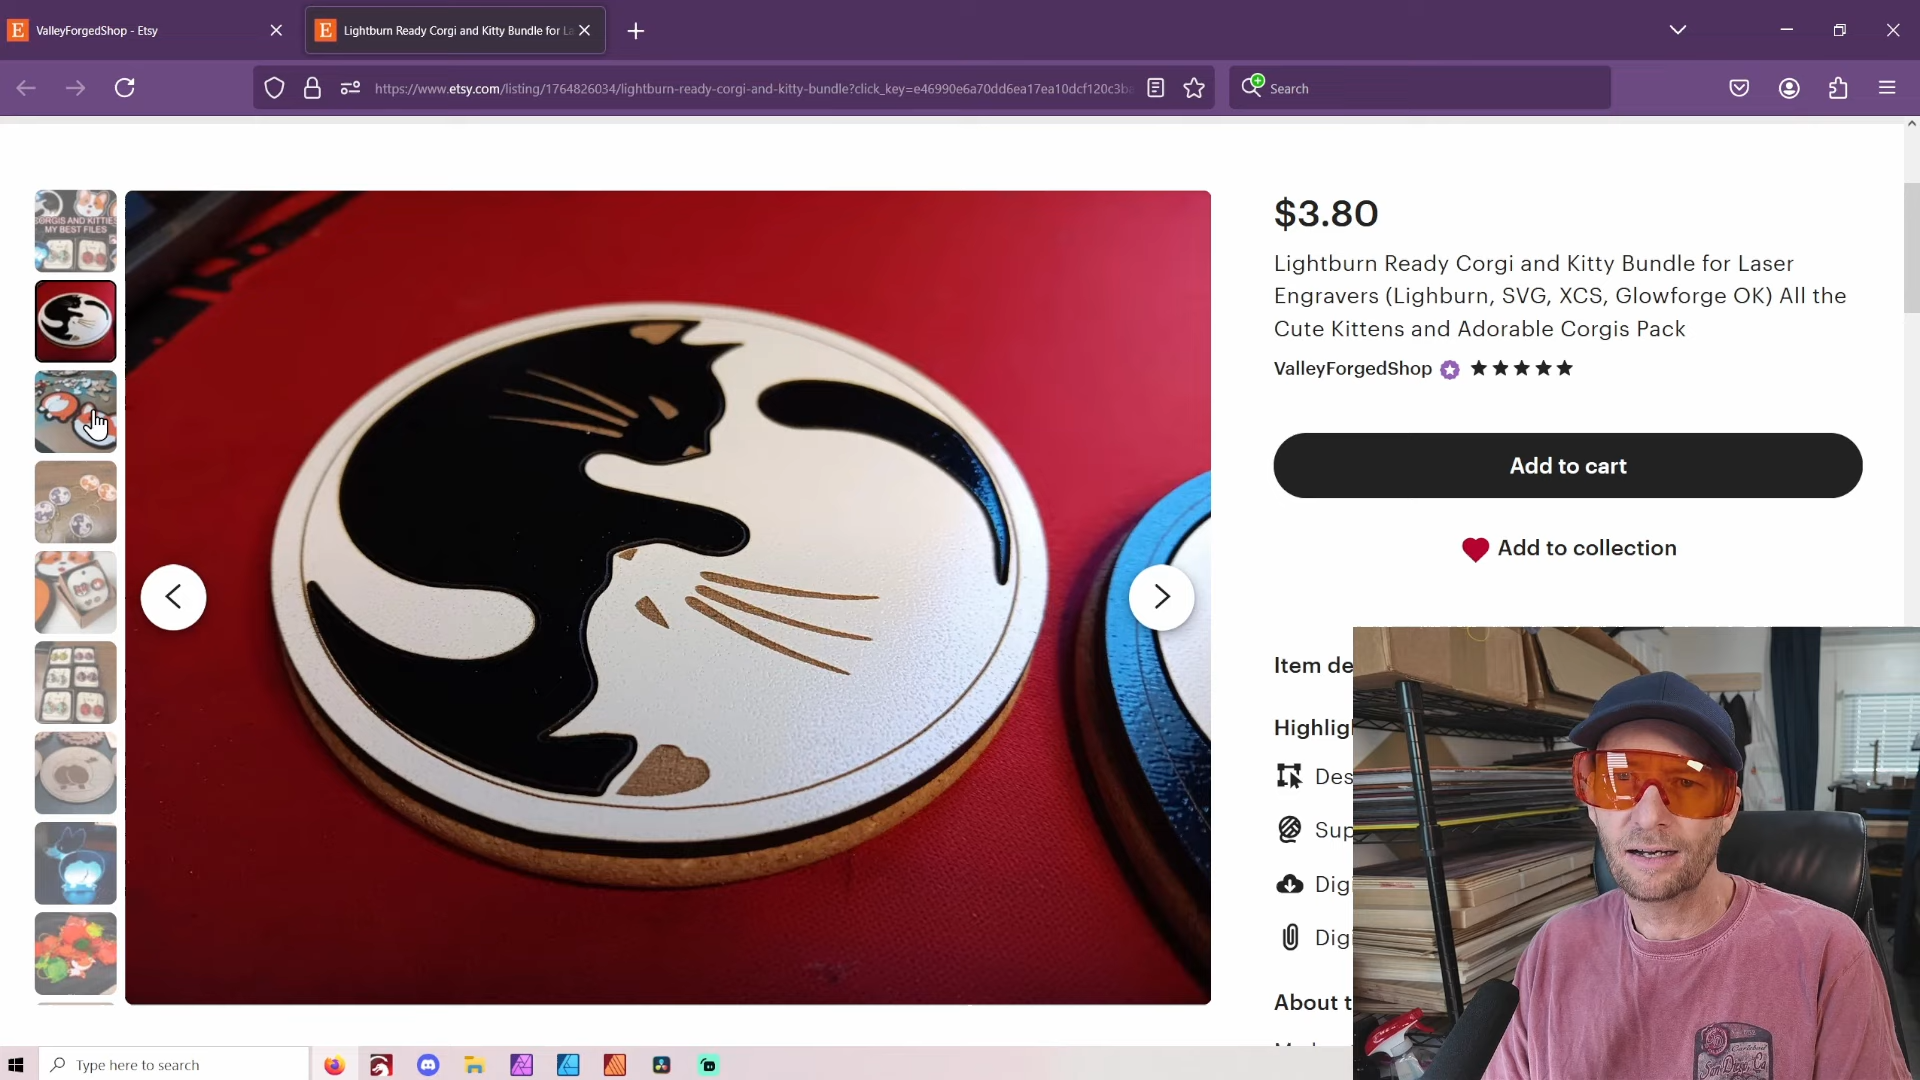 ValleyForgedShop - Etsy
Lightburn Ready Corgi and Kitty Bundle for La
https://www.etsy.com/listing/1764826034/lightburn-ready-corgi-and-kitty-bundle?click_key=e46990e6a70dd6ea17ea10dcf120c3b
Search
CORGIS AND KITTIES
MY BEST FILES
$3.80
Lightburn Ready Corgi and Kitty Bundle for Laser
Engravers (Lighburn, SVG, XCS, Glowforge OK) All the
Cute Kittens and Adorable Corgis Pack
ValleyForgedShop
Add to cart
Add to collection
Item de
Highlig
Des
Sup
Dig
Dig
About t
Type here to search